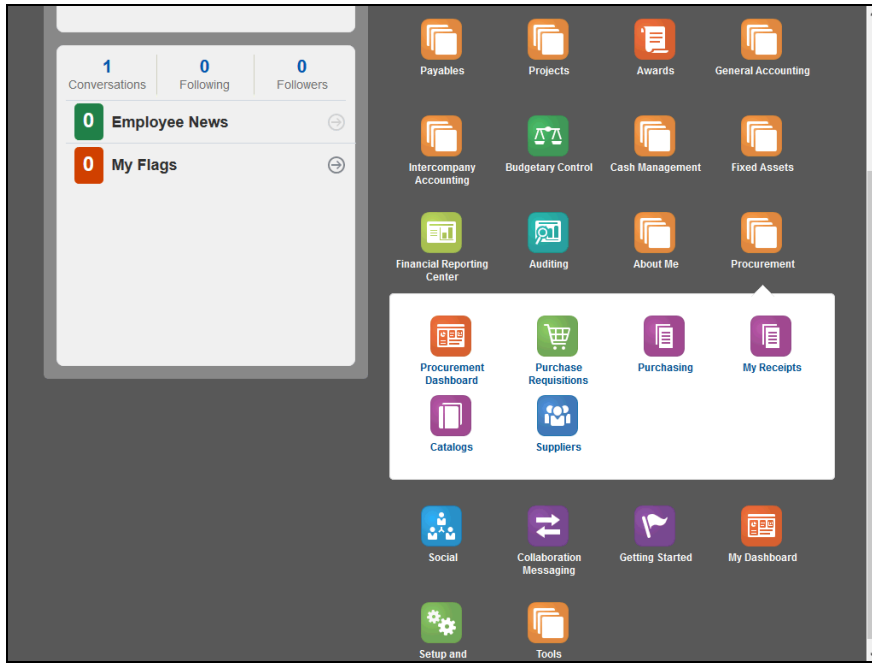 1
Conversations
0
Following
0
Followers
0 Employee News
0 My Flags
Payables
Projects
Awards
General Accounting
Intercompany
Accounting
Budgetary Control
Cash Management
Fixed Assets
Financial Reporting
Center
Auditing
About Me
Procurement
Procurement
Dashboard
Purchase
Requisitions
Purchasing
My Receipts
Catalogs
Suppliers
Social
Collaboration
Messaging
Getting Started
My Dashboard
Setup and
Tools